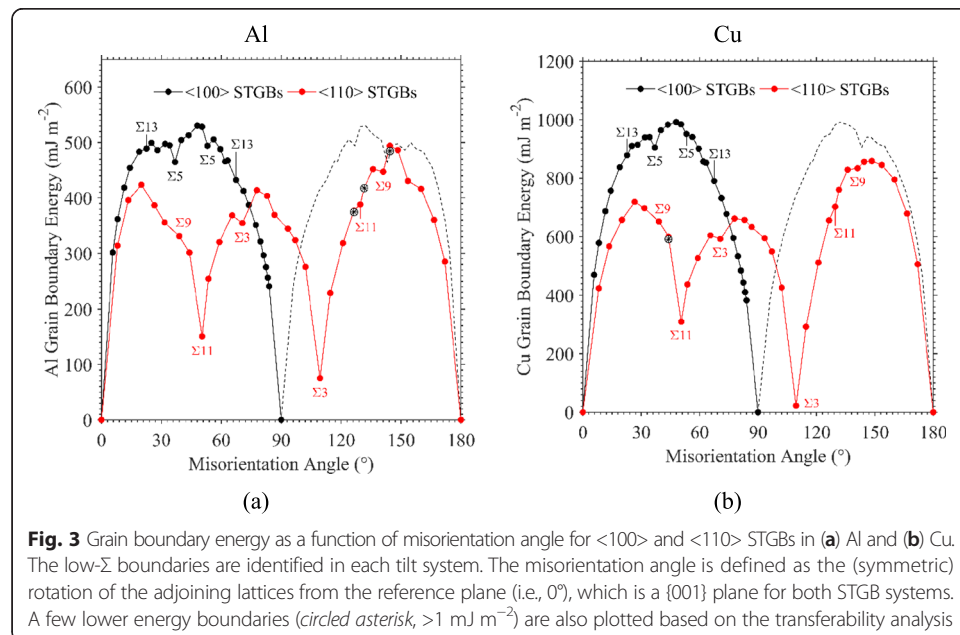 Al
Cu
600
500
400
300
200
100
0
Al Grain Boundary Energy (mJ m⁻²)
<100> STGBs
<110> STGBs
Σ13
Σ5
Σ5
Σ13
Σ9
Σ11
Σ3
Σ3
Σ11
Σ9
0 30 60 90 120 150 180
Misorientation Angle (°)
(a)
1200
1000
800
600
400
200
0
Cu Grain Boundary Energy (mJ m⁻²)
<100> STGBs
<110> STGBs
Σ13
Σ5
Σ5
Σ13
Σ9
Σ11
Σ3
Σ3
Σ11
Σ9
0 30 60 90 120 150 180
Misorientation Angle (°)
(b)
Fig. 3 Grain boundary energy as a function of misorientation angle for <100> and <110> STGBs in (a) Al and (b) Cu.
The low-Σ boundaries are identified in each tilt system. The misorientation angle is defined as the (symmetric)
rotation of the adjoining lattices from the reference plane (i.e., 0°), which is a {001} plane for both STGB systems.
A few lower energy boundaries (circled asterisk, >1 mJ m⁻²) are also plotted based on the transferability analysis